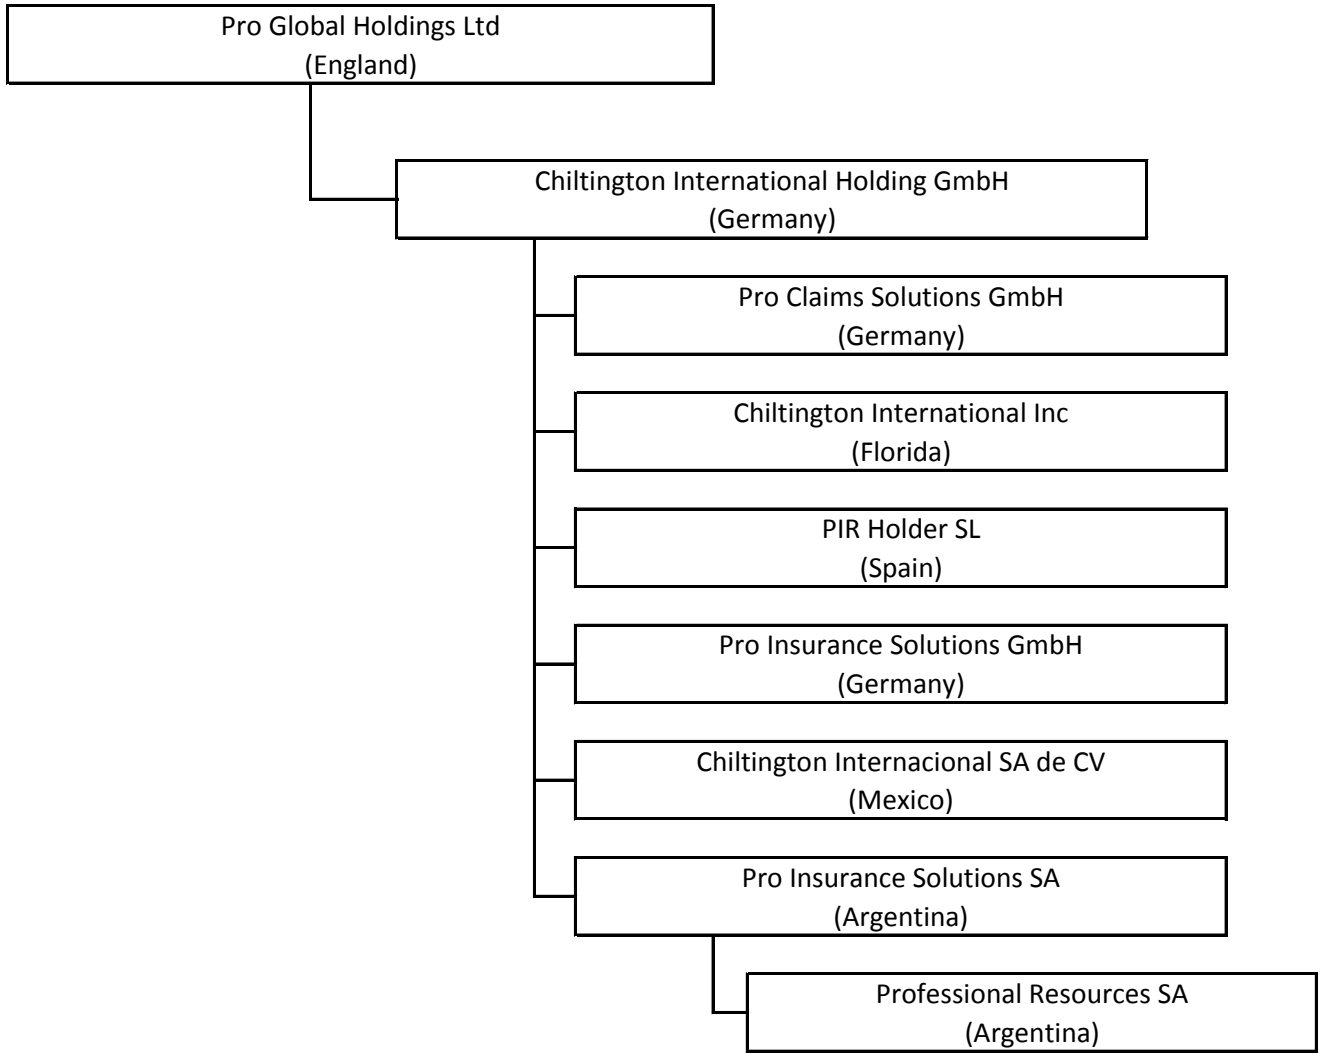 Pro Global Holdings Ltd
(England)
Chiltington International Holding GmbH
(Germany)
Pro Claims Solutions GmbH
(Germany)
Chiltington International Inc
(Florida)
PIR Holder SL
(Spain)
Pro Insurance Solutions GmbH
(Germany)
Chiltington Internacional SA de CV
(Mexico)
Pro Insurance Solutions SA
(Argentina)
Professional Resources SA
(Argentina)